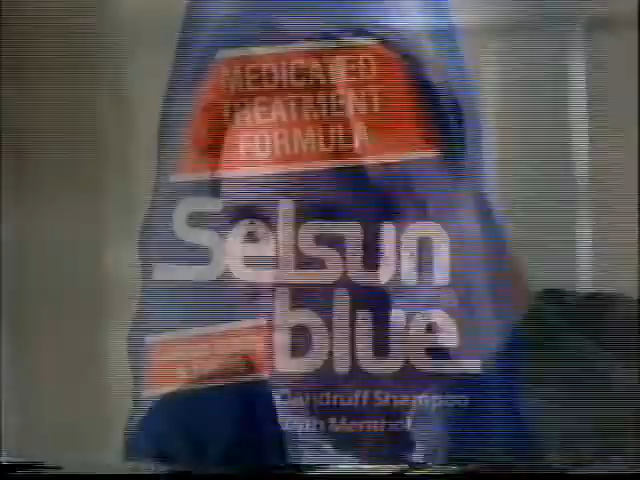 MEDICATED
TREATMENT
FORMULA
Selsun
blue
Dandruff Shampoo
With Menthol